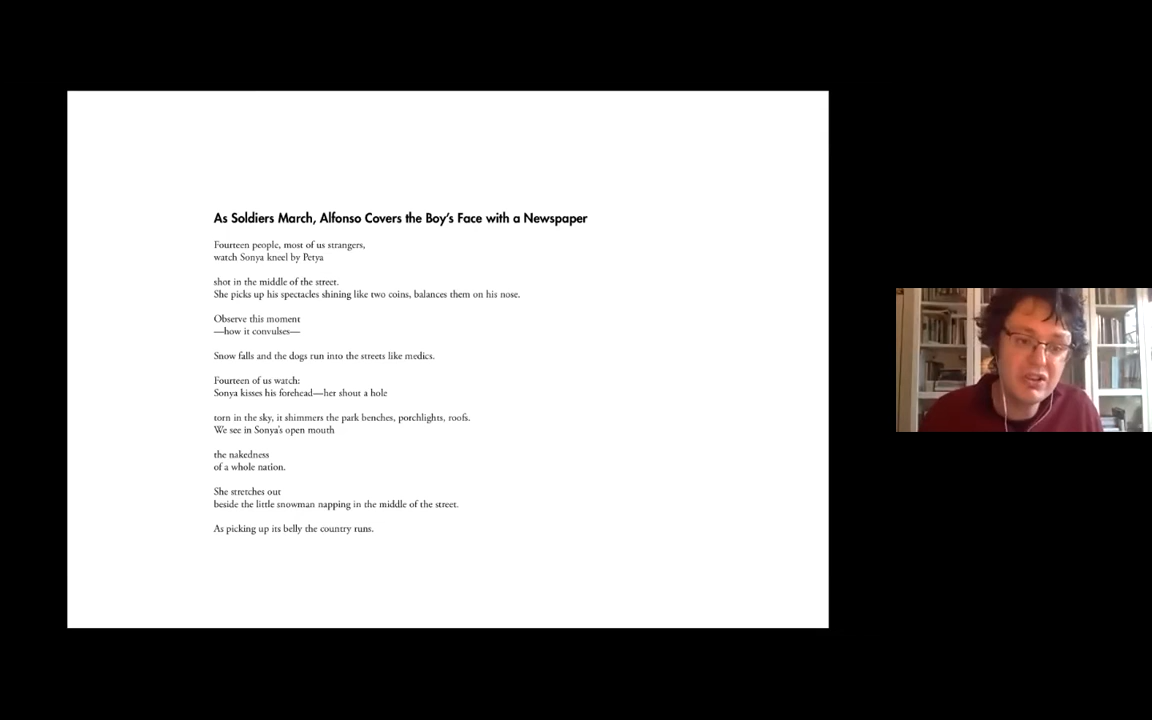 As Soldiers March, Alfonso Covers the Boy's Face with a Newspaper
Fourteen people, most of us strangers,
watch Sonya kneel by Petya
shot in the middle of the street.
She picks up his spectacles shining like two coins, balances them on his nose.
Observe this moment
—how it convulses—
Snow falls and the dogs run into the streets like medics.
Fourteen of us watch:
Sonya kisses his forehead—her shout a hole
torn in the sky, it shimmers the park benches, porchlights, roofs.
We see in Sonya's open mouth
the nakedness
of a whole nation.
She stretches out
beside the little snowman napping in the middle of the street.
As picking up its belly the country runs.